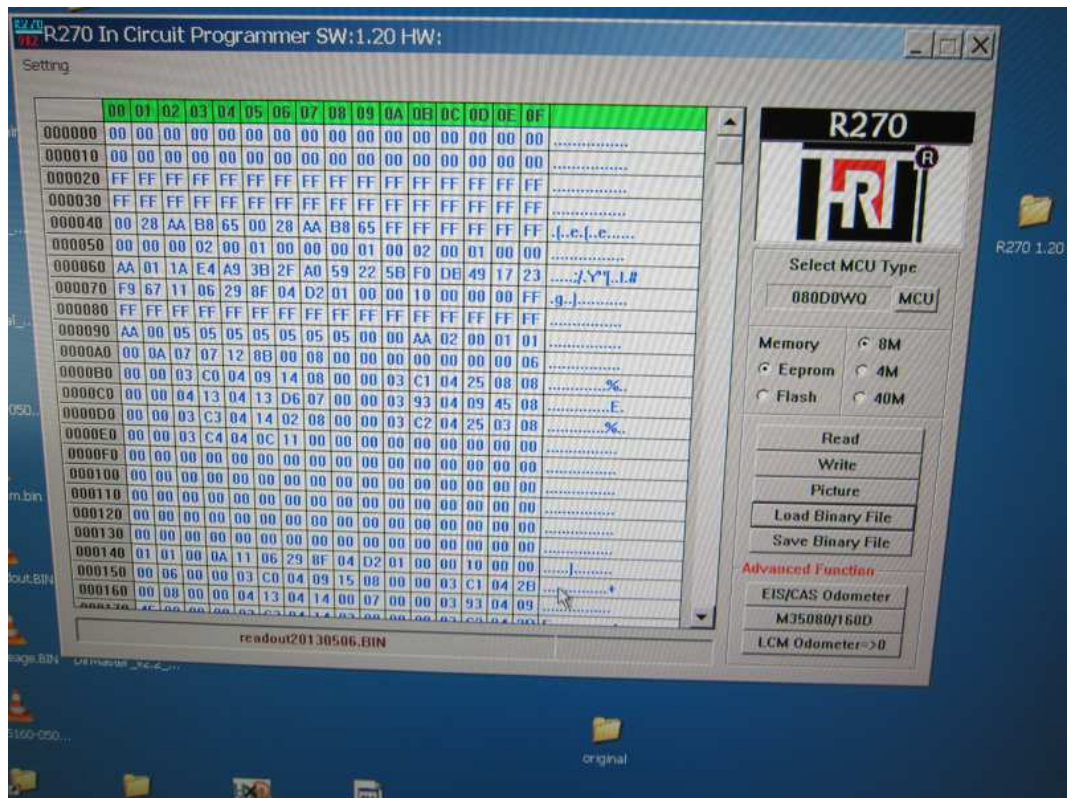 R270 In Circuit Programmer SW:1.20 HW:
Setting
00 01 02 03 04 05 06 07 08 09 0A 0B 0C 0D 0E 0F
000000 00 00 00 00 00 00 00 00 00 00 00 00 00 00 00 00 ................
000010 00 00 00 00 00 00 00 00 00 00 00 00 00 00 00 00 ................
000020 FF FF FF FF FF FF FF FF FF FF FF FF FF FF FF FF ................
000030 FF FF FF FF FF FF FF FF FF FF FF FF FF FF FF FF ................
000040 00 28 AA B8 65 00 28 AA B8 65 FF FF FF FF FF FF .(..e.(..e......
000050 00 00 00 02 00 01 00 00 00 01 00 02 00 01 00 00
000060 AA 01 1A E4 A9 3B 2F A0 59 22 5B F0 DE 49 17 23 .....;/.Y"[..I.#
000070 F9 67 11 06 29 8F 04 D2 01 00 00 10 00 00 00 FF .g..)...........
000080 FF FF FF FF FF FF FF FF FF FF FF FF FF FF FF FF ................
000090 AA 00 05 05 05 05 05 05 00 00 AA 02 00 01 01 ................
0000A0 00 0A 07 07 12 8B 00 08 00 00 00 00 00 00 00 06 ................
0000B0 00 00 03 C0 04 09 14 08 00 00 03 C1 04 25 08 08 .............%..
0000C0 00 00 04 13 04 13 D6 07 00 00 03 93 04 09 45 08 ..............E.
0000D0 00 00 03 C3 04 14 02 08 00 00 03 C2 04 25 03 08 .............%..
0000E0 00 00 03 C4 04 0C 11 00 00 00 00 00 00 00 00 00 ................
0000F0 00 00 00 00 00 00 00 00 00 00 00 00 00 00 00 00 ................
000100 00 00 00 00 00 00 00 00 00 00 00 00 00 00 00 00 ................
000110 00 00 00 00 00 00 00 00 00 00 00 00 00 00 00 00 ................
000120 00 00 00 00 00 00 00 00 00 00 00 00 00 00 00 00 ................
000130 00 00 00 00 00 00 00 00 00 00 00 00 00 00 00 00 ................
000140 01 01 00 0A 11 06 29 8F 04 D2 01 00 00 10 00 00 ......).........
000150 00 06 00 00 03 C0 04 09 15 08 00 00 03 C1 04 2B ...............+
000160 00 08 00 00 04 13 04 14 00 07 00 00 03 93 04 09
readout20130506.BIN
R270
R
Select MCU Type
080D0WQ MCU
Memory 8M
Eeprom 4M
Flash 40M
Read
Write
Picture
Load Binary File
Save Binary File
Advanced Function
EIS/CAS Odometer
M35080/160D
LCM Odometer=>0
R270 1.20
original